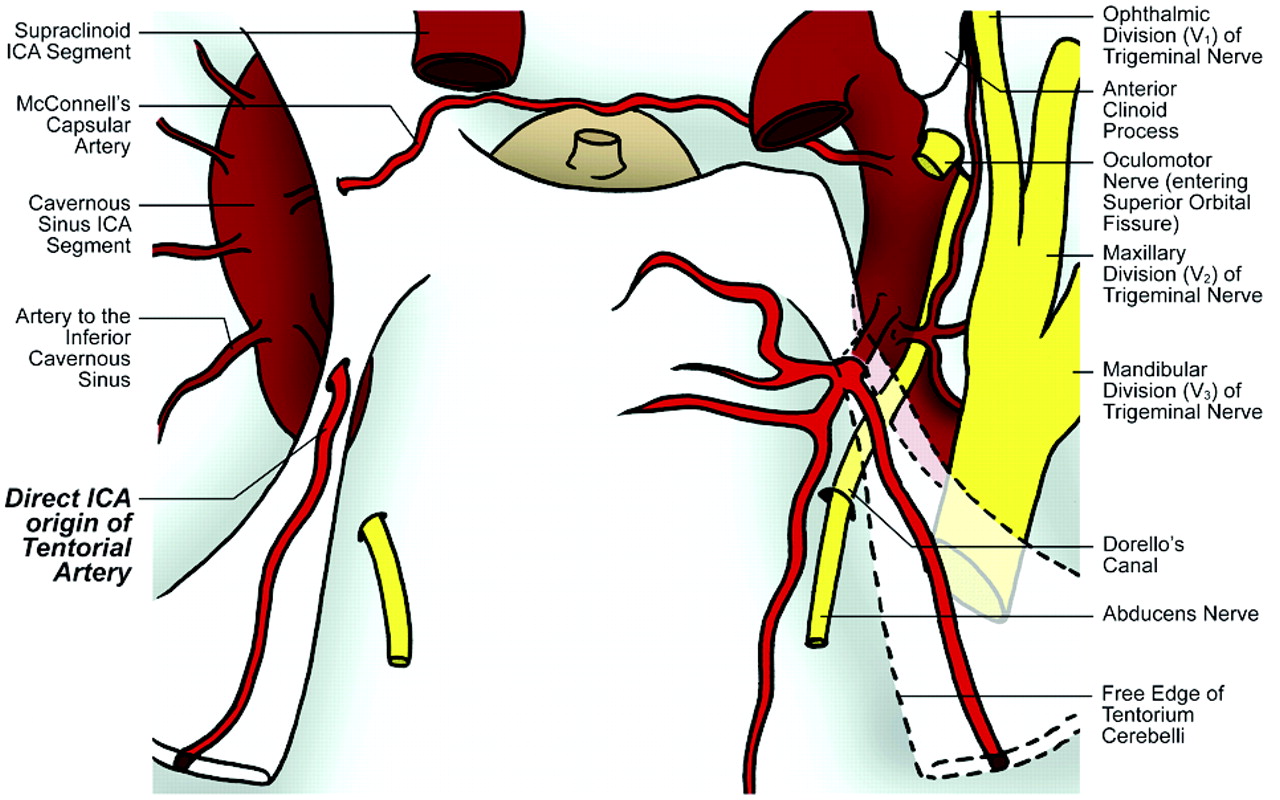 Supraclinoid
ICA Segment
McConnell's
Capsular
Artery
Cavernous
Sinus ICA
Segment
Artery to the
Inferior
Cavernous
Sinus
Direct ICA
origin of
Tentorial
Artery
Ophthalmic
Division (V₁) of
Trigeminal Nerve
Anterior
Clinoid
Process
Oculomotor
Nerve (entering
Superior Orbital
Fissure)
Maxillary
Division (V₂) of
Trigeminal Nerve
Mandibular
Division (V₃) of
Trigeminal Nerve
Dorello's
Canal
Abducens Nerve
Free Edge of
Tentorium
Cerebelli